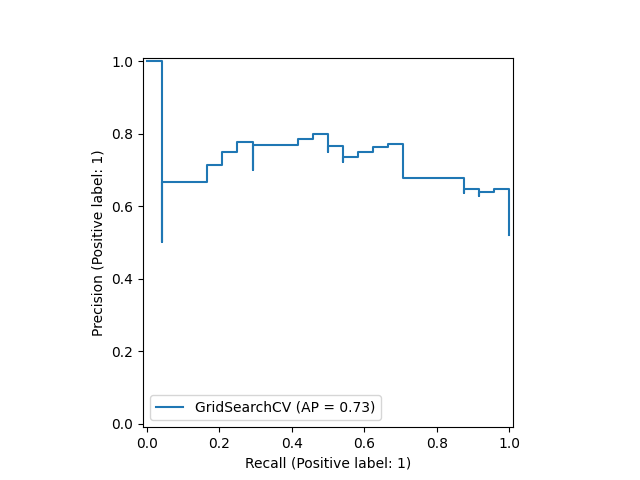 1.0
0.8
0.6
0.4
0.2
0.0
Precision (Positive label: 1)
GridSearchCV (AP = 0.73)
0.0 0.2 0.4 0.6 0.8 1.0
Recall (Positive label: 1)